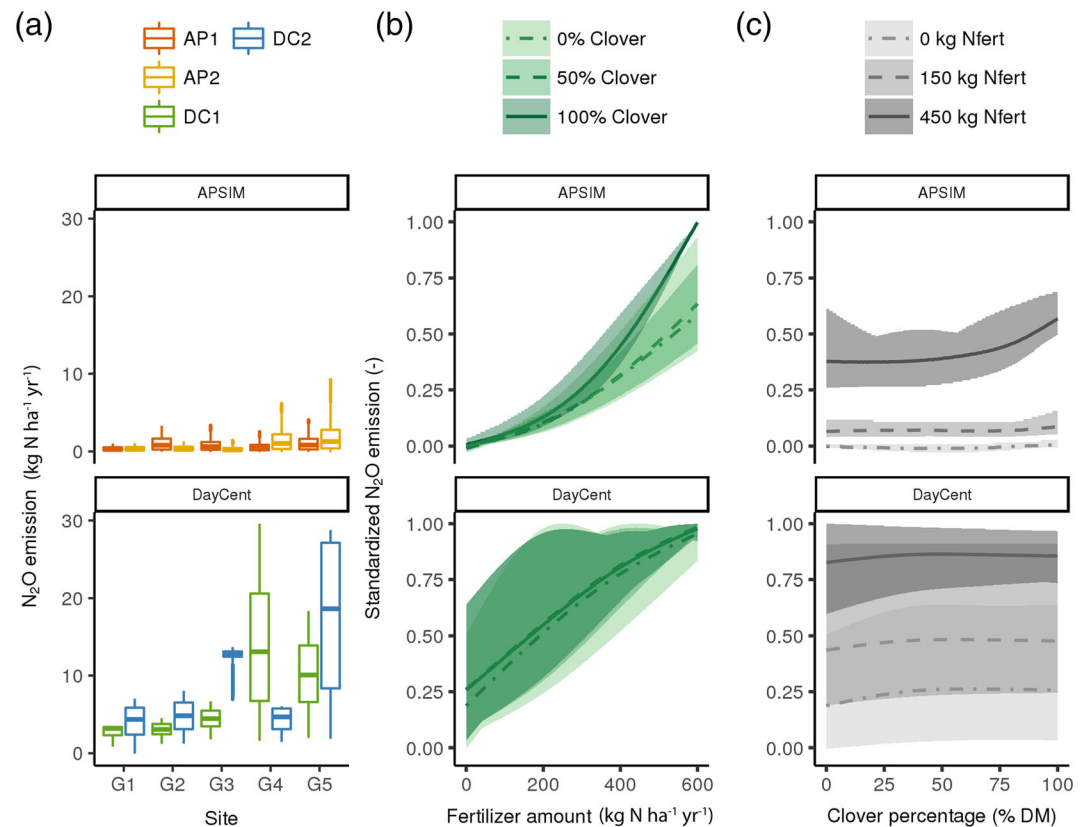 (a)
AP1
DC2
AP2
DC1
(b)
0% Clover
50% Clover
100% Clover
(c)
0 kg Nfert
150 kg Nfert
450 kg Nfert
N₂O emission (kg N ha⁻¹ yr¹)
APSIM
30
20
10
0
DayCent
30
20
10
0
G1 G2 G3 G4 G5
Site
Standardized N₂O emission (-)
APSIM
1.00
0.75
0.50
0.25
0.00
DayCent
1.00
0.75
0.50
0.25
0.00
0 200 400 600
Fertilizer amount (kg N ha⁻¹ yr¹)
APSIM
1.00
0.75
0.50
0.25
0.00
DayCent
1.00
0.75
0.50
0.25
0.00
0 25 50 75 100
Clover percentage (% DM)